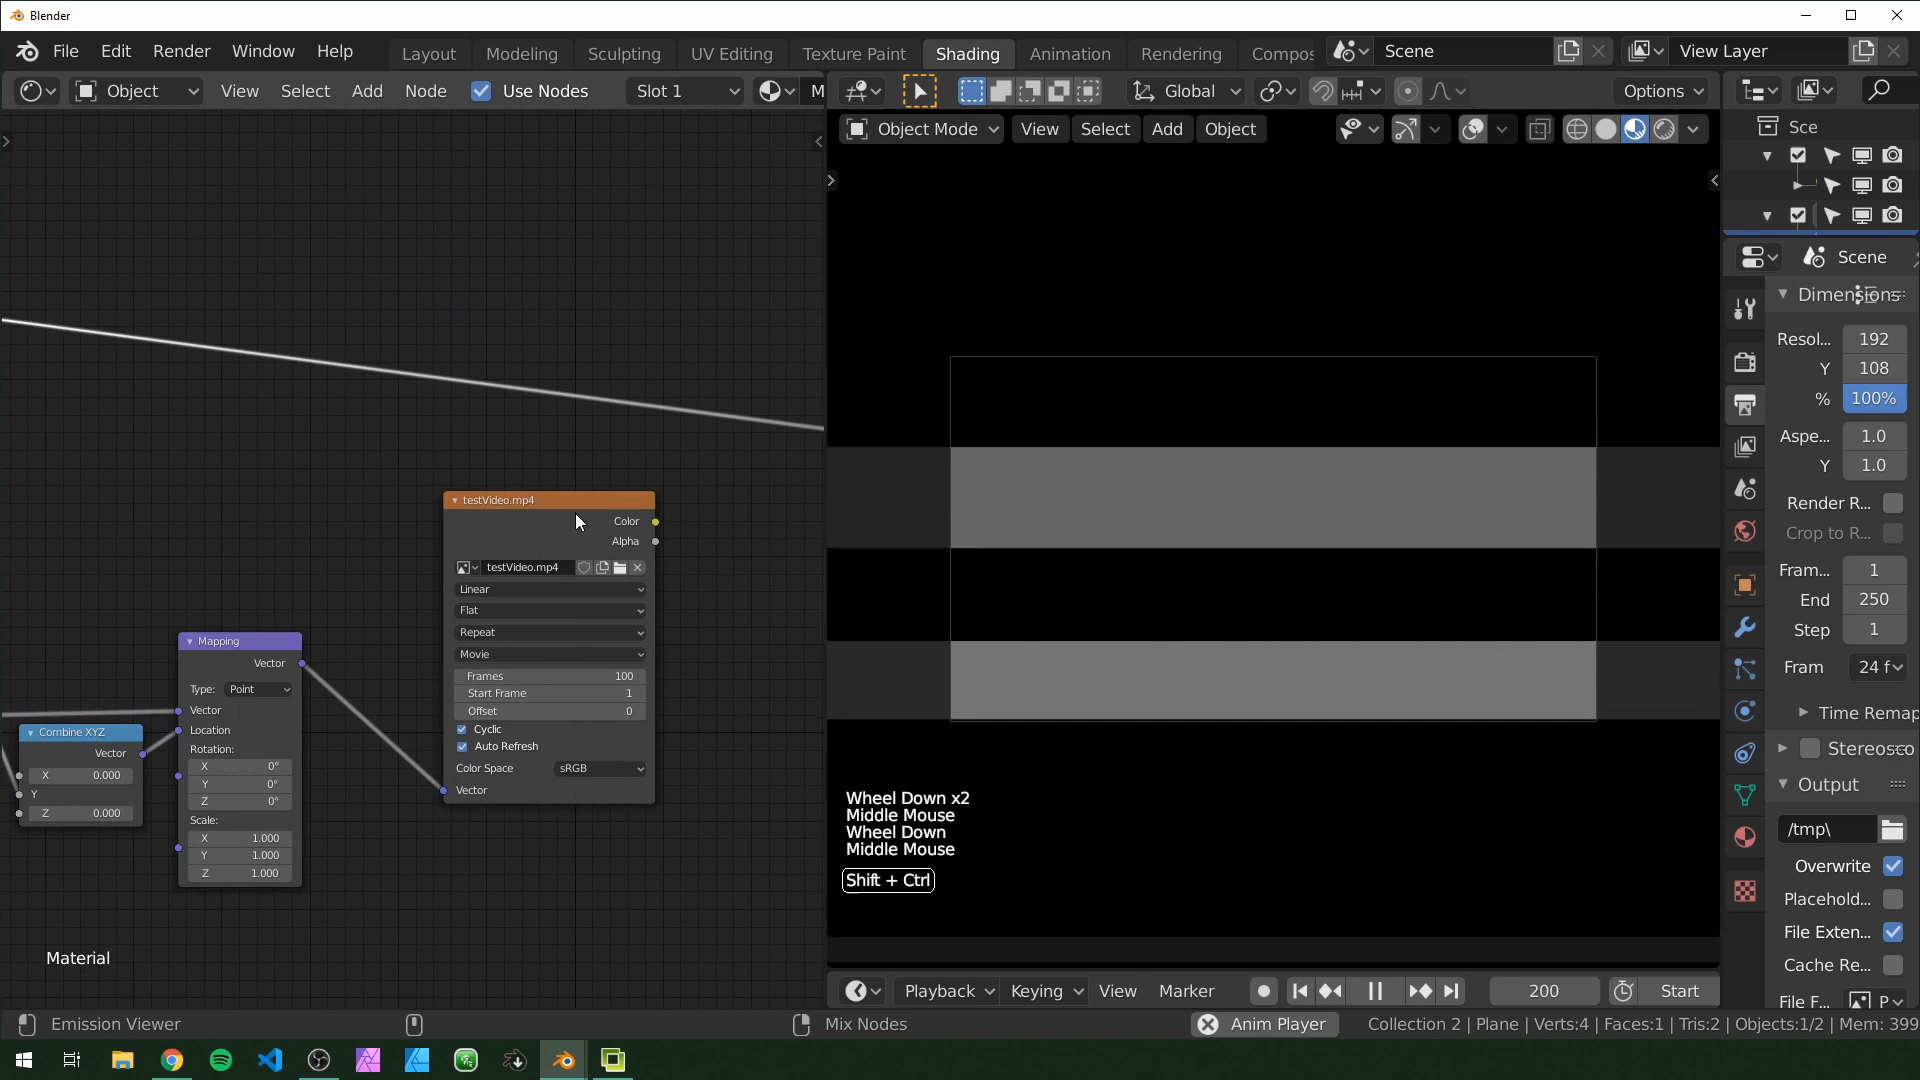 Blender
File Edit Render Window Help
Layout Modeling Sculpting UV Editing Texture Paint Shading Animation Rendering Compos
Scene
View Layer
Object View Select Add Node Use Nodes Slot 1 M
Global
Options
Object Mode View Select Add Object
Sce
Scene
Dimensions
Resol... 192
Y 108
% 100%
Aspe... 1.0
Y 1.0
Render R...
Crop to R...
Fram... 1
End 250
Step 1
Fram 24 f
Time Remap
Stereosco
Output
/tmp\
Overwrite
Placehold...
File Exten...
Cache Re...
File F... P
testVideo.mp4
Color
Alpha
testVideo.mp4
Linear
Flat
Repeat
Movie
Frames 100
Start Frame 1
Offset 0
Cyclic
Auto Refresh
Color Space sRGB
Vector
Mapping
Vector
Type: Point
Vector
Location
Rotation:
X 0°
Y 0°
Z 0°
Scale:
X 1.000
Y 1.000
Z 1.000
Combine XYZ
Vector
X 0.000
Y
Z 0.000
Material
Wheel Down x2
Middle Mouse
Wheel Down
Middle Mouse
Shift + Ctrl
Playback Keying View Marker 200 Start
Emission Viewer
Mix Nodes
Anim Player
Collection 2 | Plane | Verts:4 | Faces:1 | Tris:2 | Objects:1/2 | Mem: 399